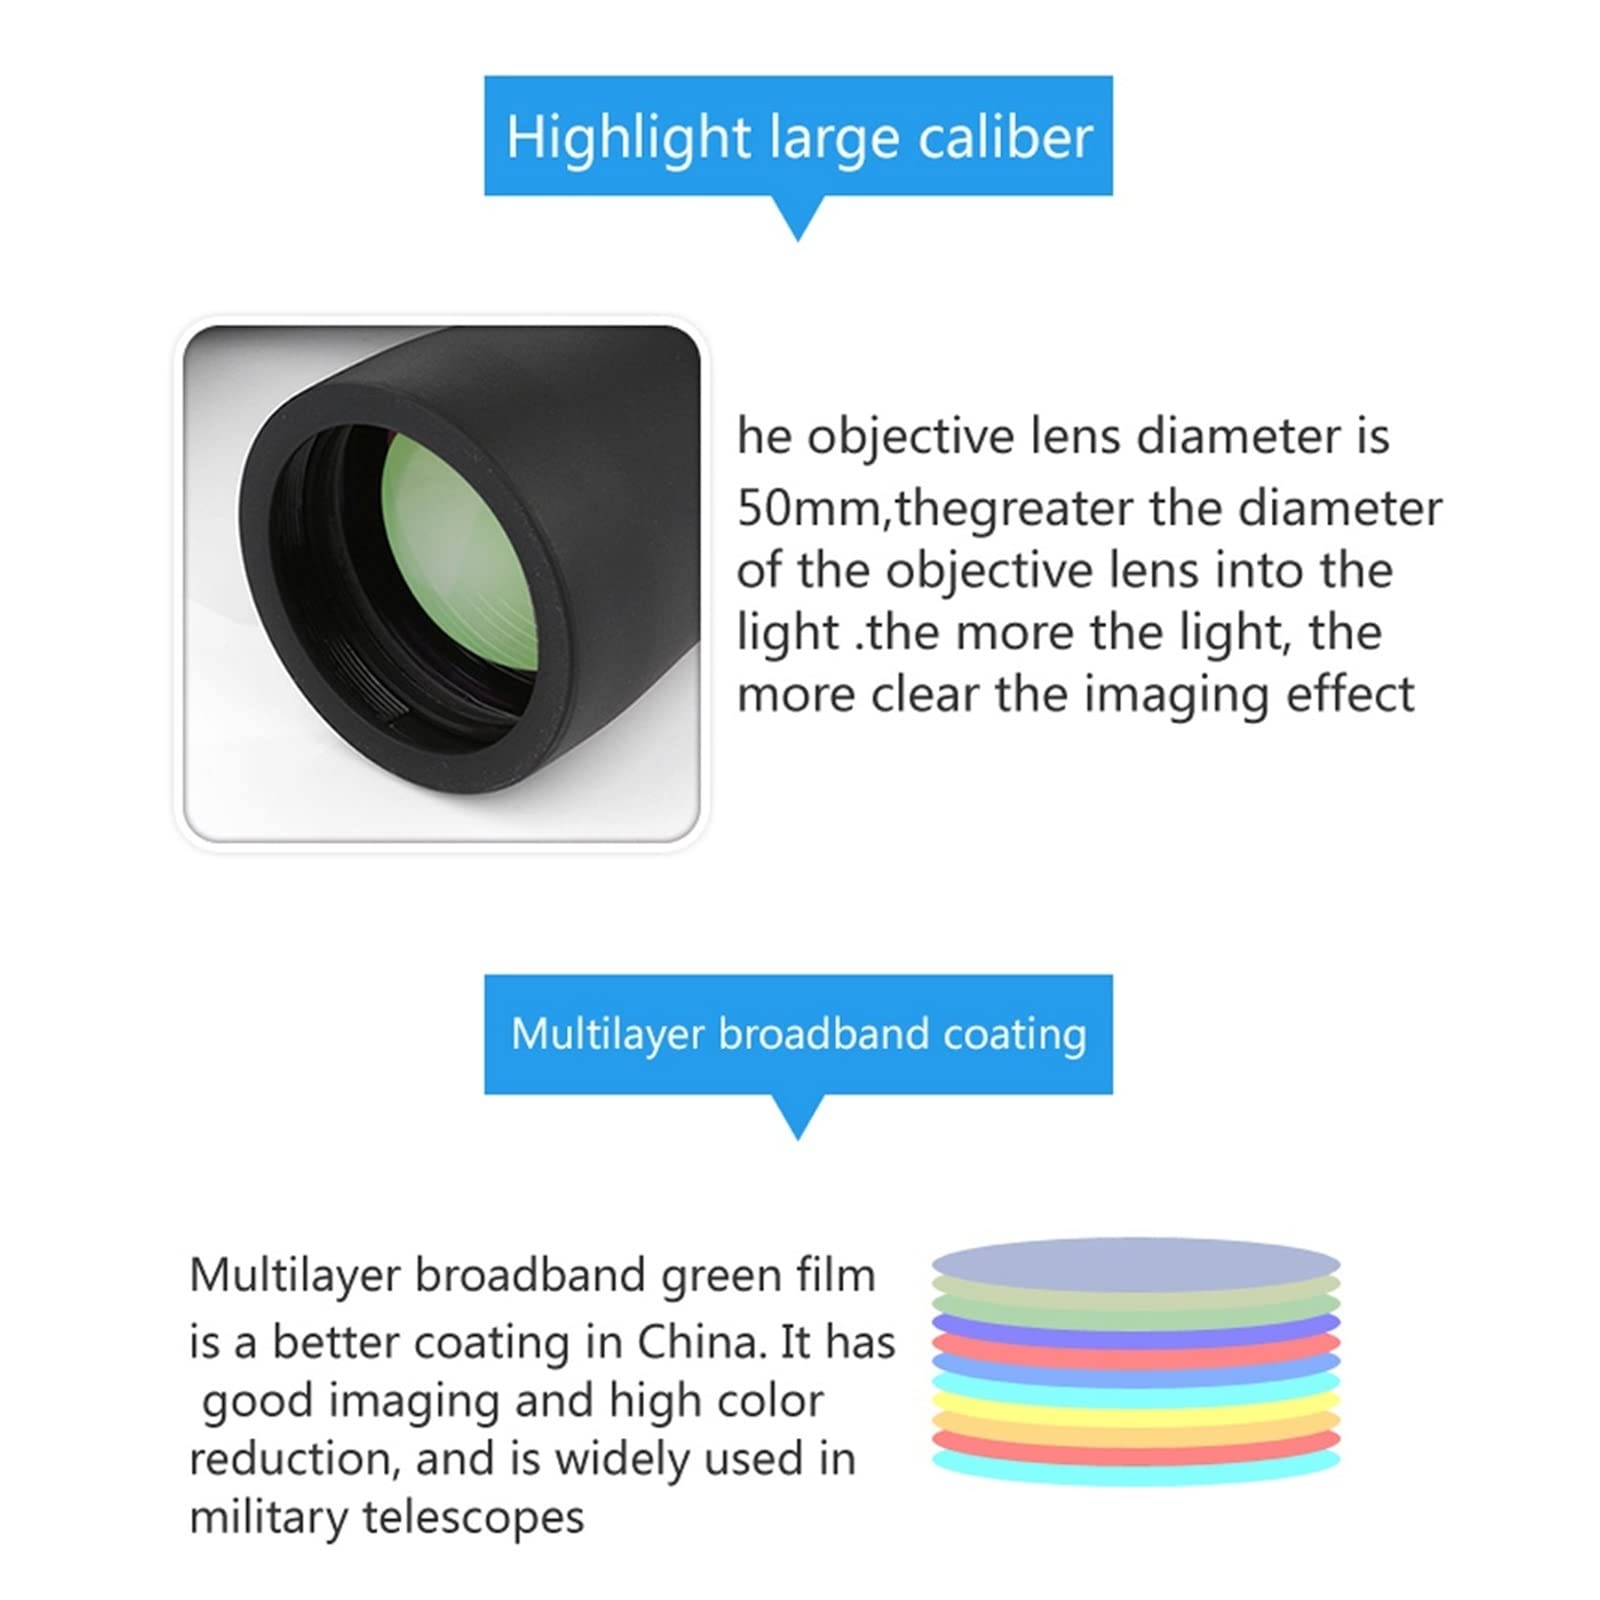 Highlight large caliber
he objective lens diameter is
50mm,thegreater the diameter
of the objective lens into the
light .the more the light, the
more clear the imaging effect
Multilayer broadband coating
Multilayer broadband green film
is a better coating in China. It has
good imaging and high color
reduction, and is widely used in
military telescopes